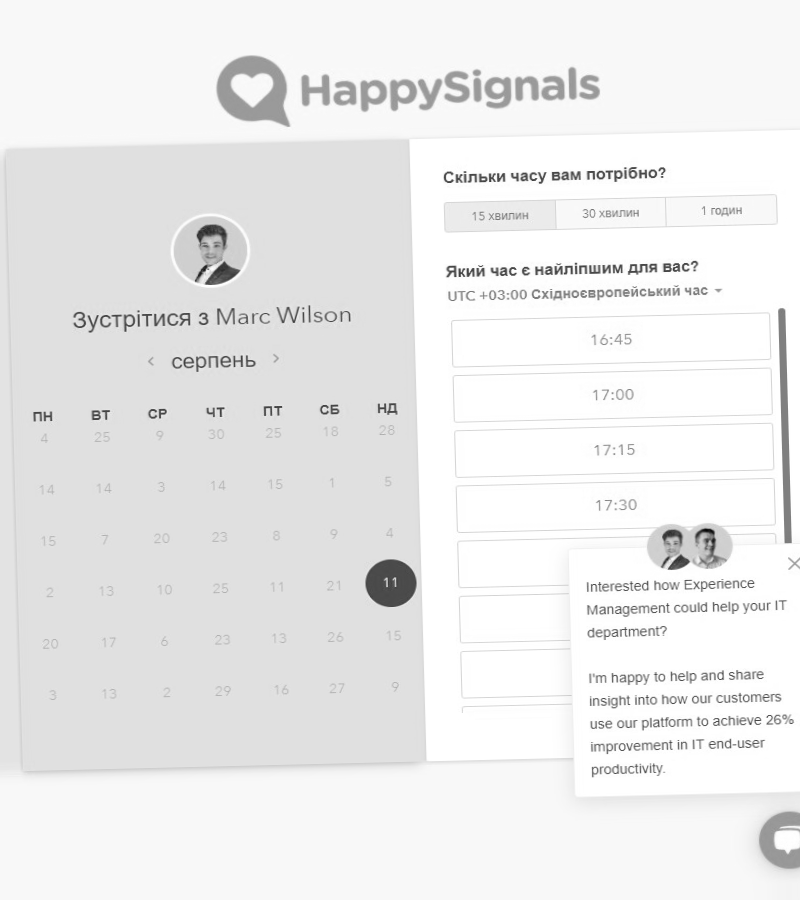 HappySignals
Зустрітися з Marc Wilson
серпень
ПН ВТ СР ЧТ ПТ СБ НД
4 25 9 30 25 18 28
14 14 3 14 15 1 5
15 7 20 23 8 9 4
2 13 10 25 11 21 11
20 17 6 23 13 26 15
3 13 2 29 16 27 9
Скільки часу вам потрібно?
15 хвилин 30 хвилин 1 годин
Який час є найліпшим для вас?
UTC +03:00 Східноєвропейський час
16:45
17:00
17:15
17:30
Interested how Experience
Management could help your IT
department?
I'm happy to help and share
insight into how our customers
use our platform to achieve 26%
improvement in IT end-user
productivity.